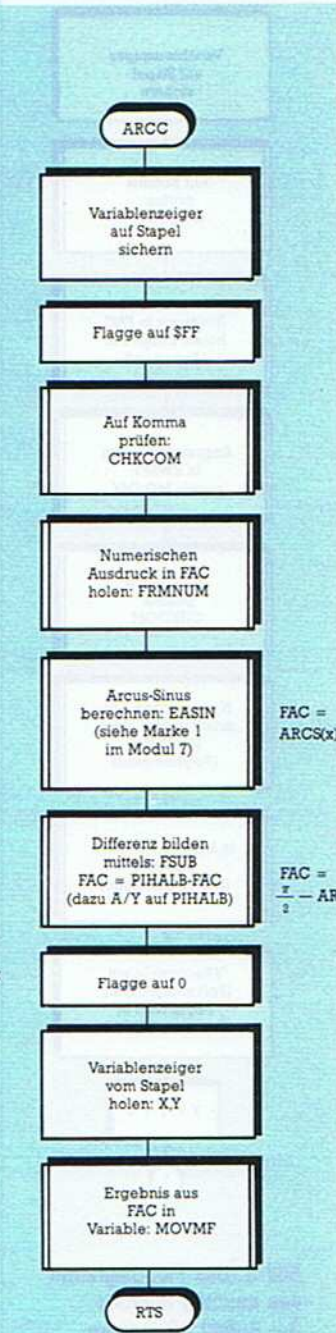 ARCC
Variablenzeiger
auf Stapel
sichern
Flagge auf $FF
Auf Komma
prüfen:
CHKCOM
Numerischen
Ausdruck in FAC
holen: FRMNUM
Arcus-Sinus
berechnen: EASIN
(siehe Marke 1
im Modul 7)
FAC =
ARCS(x)
Differenz bilden
mittels: FSUB
FAC = PIHALB-FAC
(dazu A/Y auf PIHALB)
FAC =
π/2 — AR
Flagge auf 0
Variablenzeiger
vom Stapel
holen: X,Y
Ergebnis aus
FAC in
Variable: MOVMF
RTS